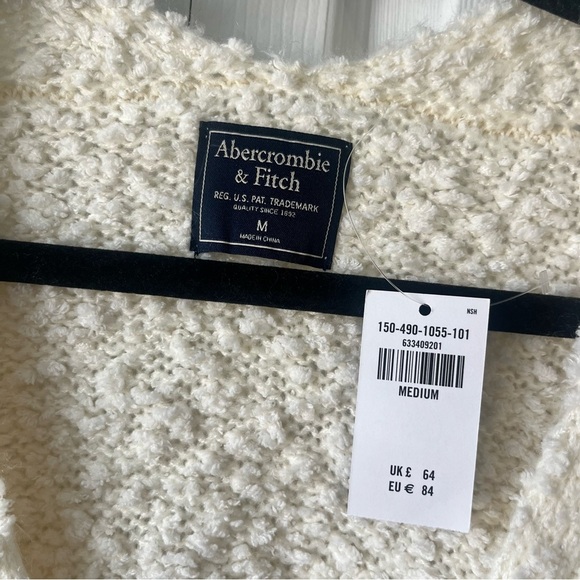 Abercrombie
& Fitch
REG. U.S. PAT. TRADEMARK
QUALITY SINCE 1892
M
MADE IN CHINA
NSH
150-490-1055-101
633409201
MEDIUM
UK £ 64
EU € 84